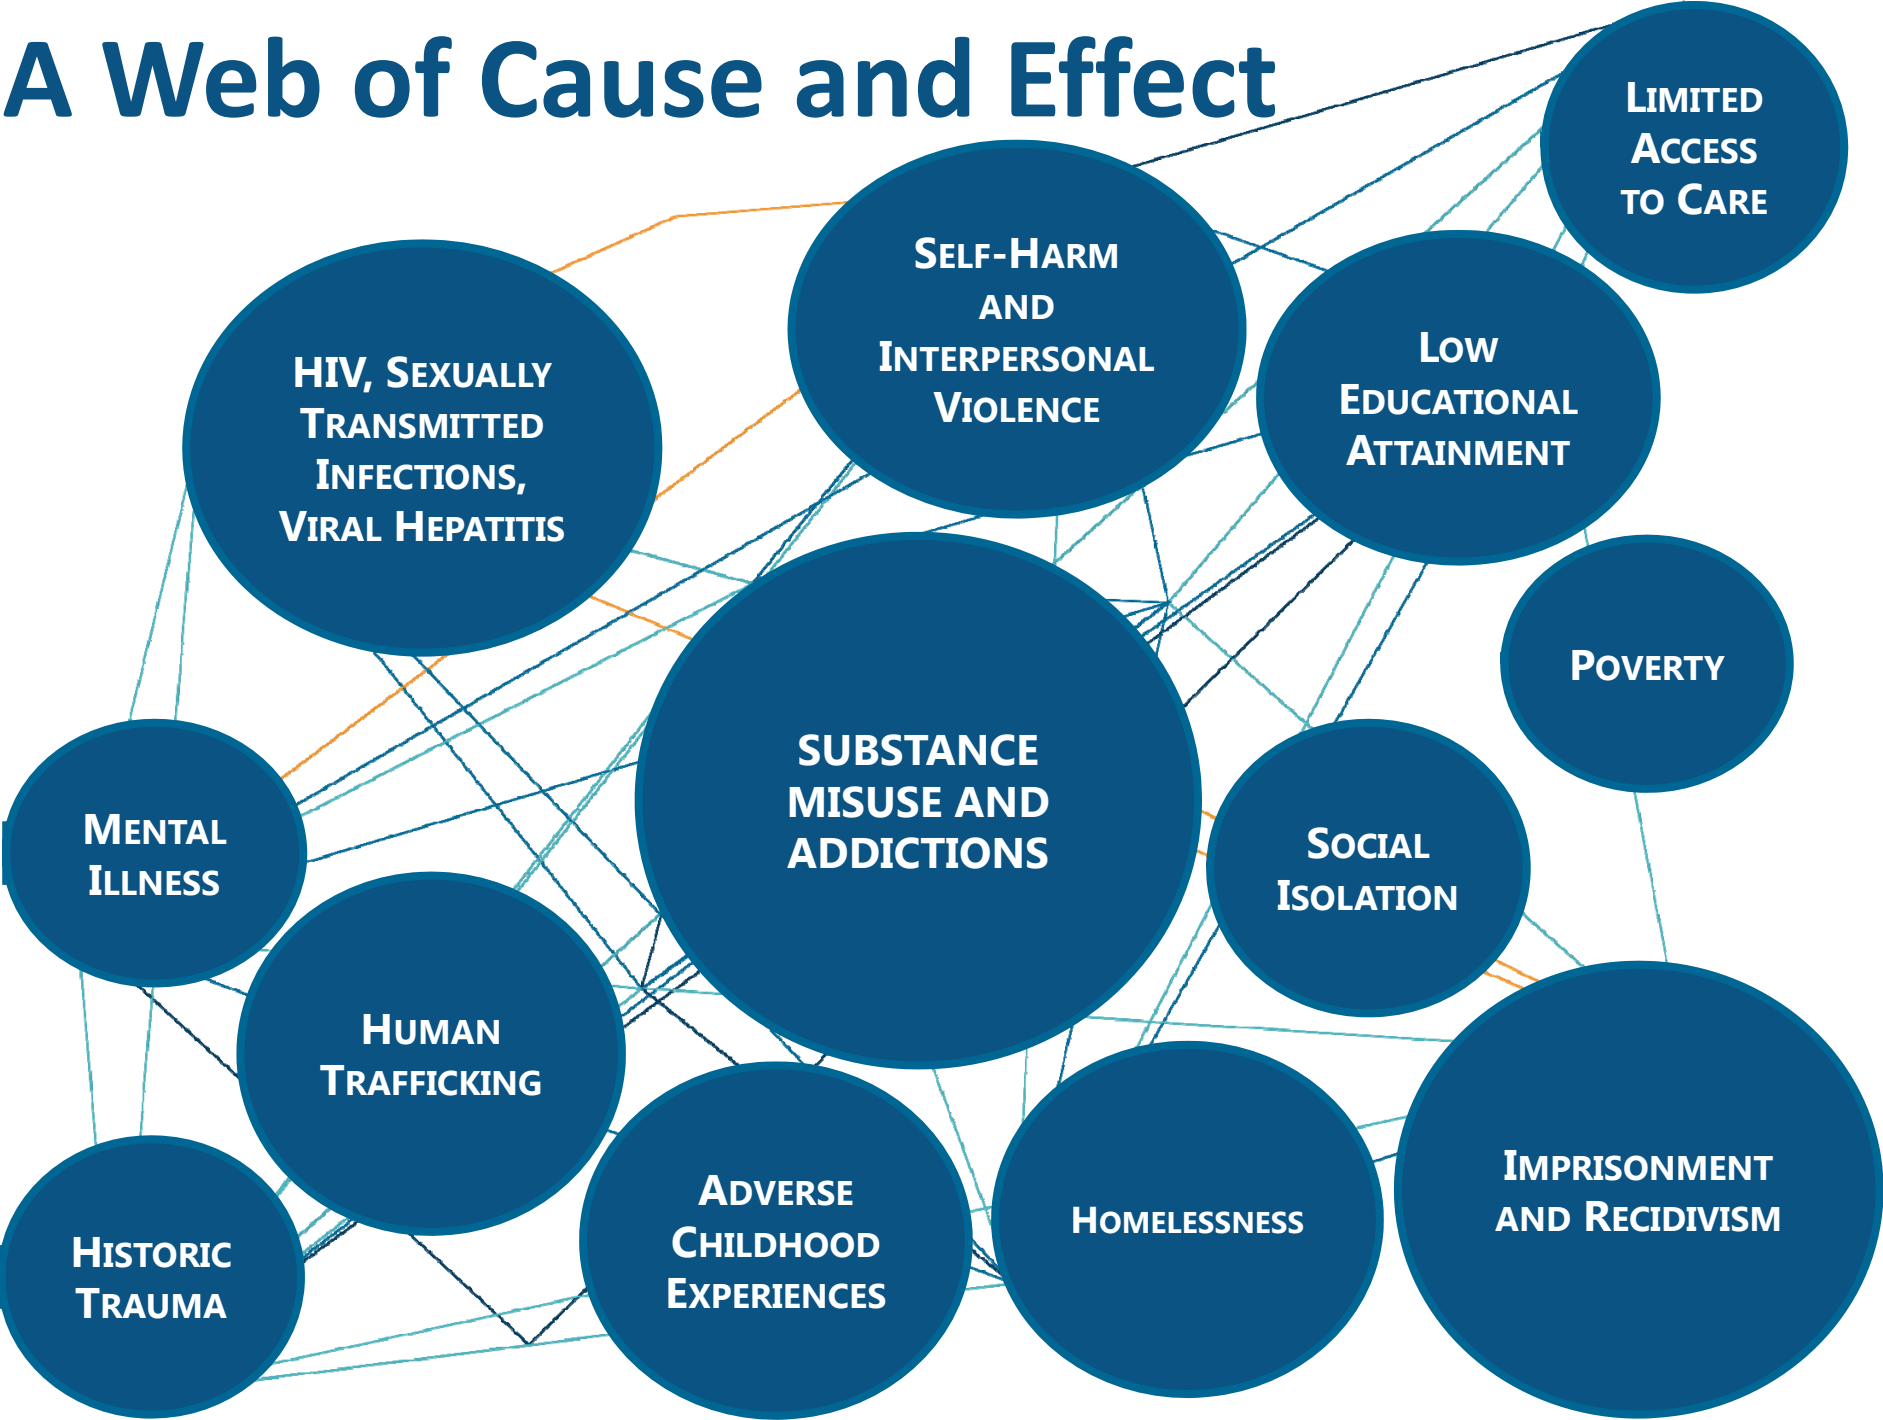 A Web of Cause and Effect
LIMITED
ACCESS
TO CARE
SELF-HARM
AND
INTERPERSONAL
VIOLENCE
HIV, SEXUALLY
TRANSMITTED
INFECTIONS,
VIRAL HEPATITIS
LOW
EDUCATIONAL
ATTAINMENT
POVERTY
SUBSTANCE
MISUSE AND
ADDICTIONS
MENTAL
ILLNESS
SOCIAL
ISOLATION
HUMAN
TRAFFICKING
ADVERSE
CHILDHOOD
EXPERIENCES
HOMELESSNESS
IMPRISONMENT
AND RECIDIVISM
HISTORIC
TRAUMA